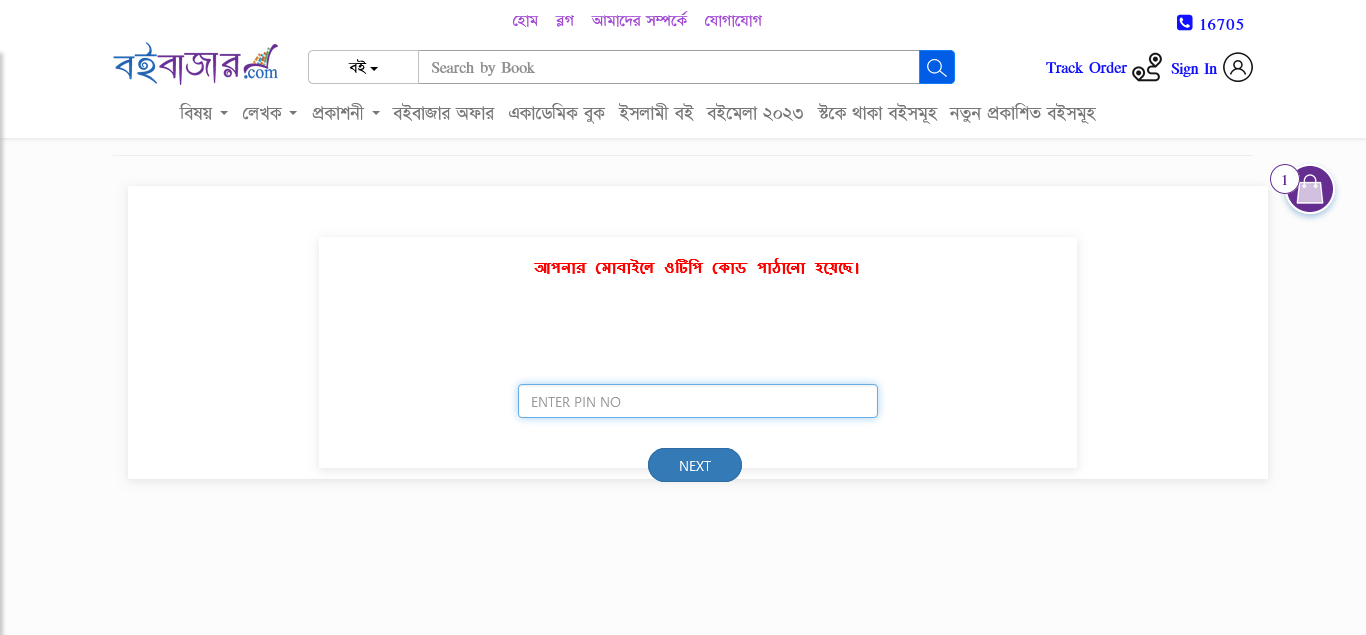 হোম ব্লগ আমাদের সম্পর্কে যোগাযোগ
16705
বইবাজার.com
বই
Search by Book
Track Order
Sign In
বিষয় লেখক প্রকাশনী বইবাজার অফার একাডেমিক বুক ইসলামী বই বইমেলা ২০২৩ স্টকে থাকা বইসমূহ নতুন প্রকাশিত বইসমূহ
1
আপনার মোবাইলে ওটিপি কোড পাঠানো হয়েছে।
ENTER PIN NO
NEXT